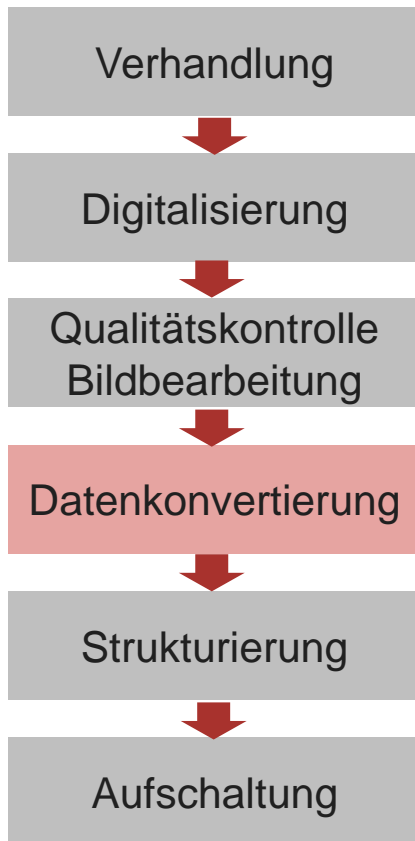 Verhandlung
Digitalisierung
Qualitätskontrolle
Bildbearbeitung
Datenkonvertierung
Strukturierung
Aufschaltung